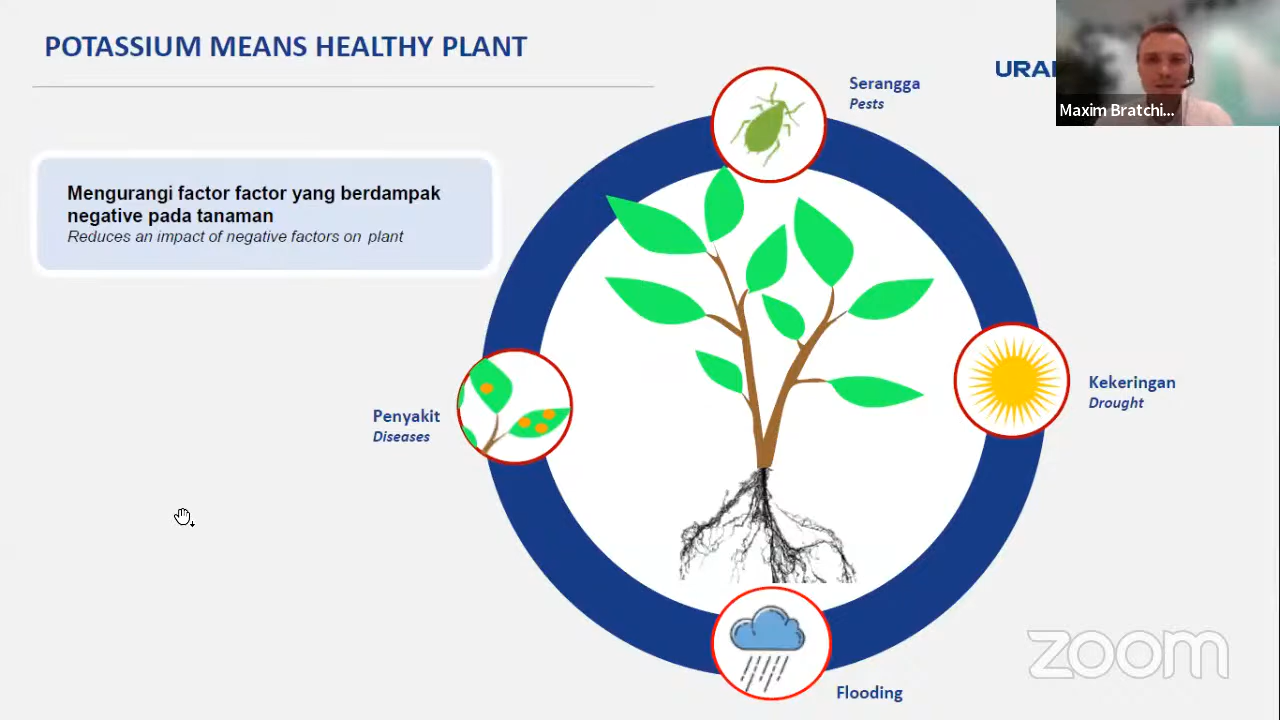 POTASSIUM MEANS HEALTHY PLANT
URAL
Maxim Bratchi...
Serangga
Pests
Mengurangi factor factor yang berdampak
negative pada tanaman
Reduces an impact of negative factors on plant
Kekeringan
Drought
Penyakit
Diseases
Flooding
zoom